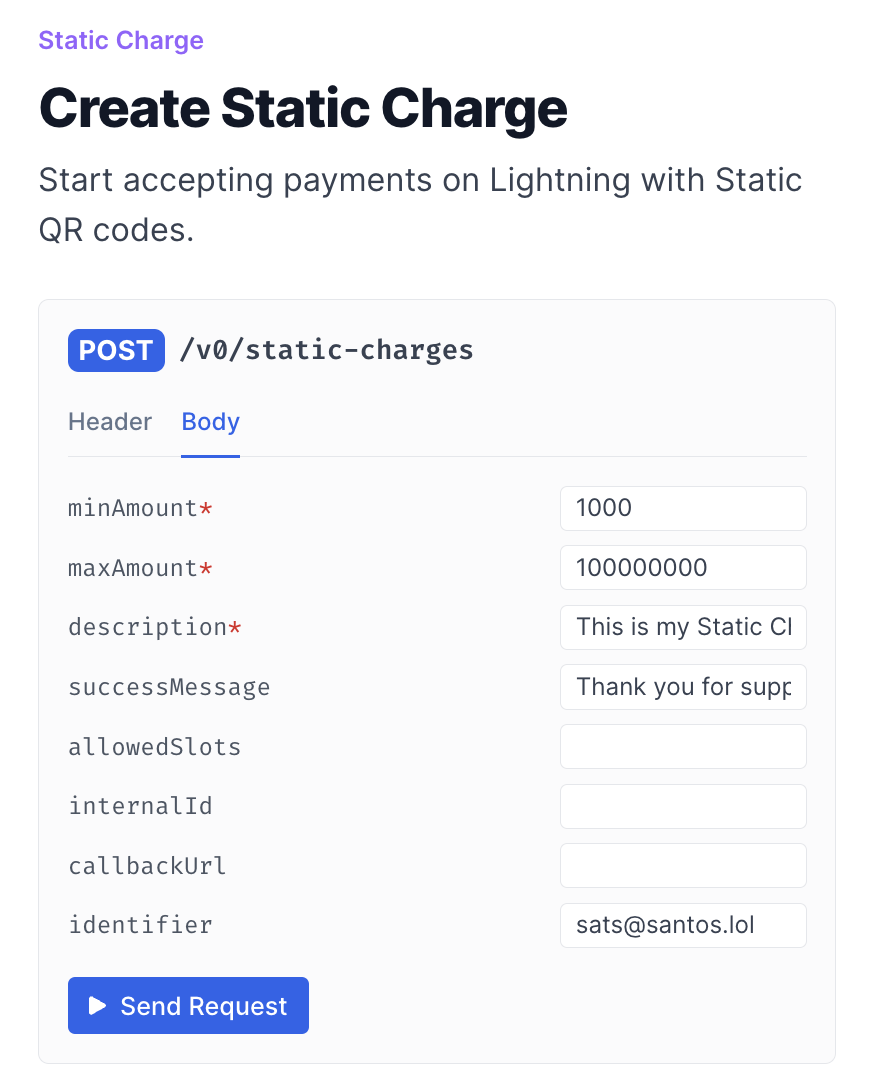 Static Charge
Create Static Charge
Start accepting payments on Lightning with Static
QR codes.
POST /v0/static-charges
Header Body
minAmount* 1000
maxAmount* 100000000
description* This is my Static Cl
successMessage Thank you for supp
allowedSlots
internalId
callbackUrl
identifier sats@santos.lol
Send Request